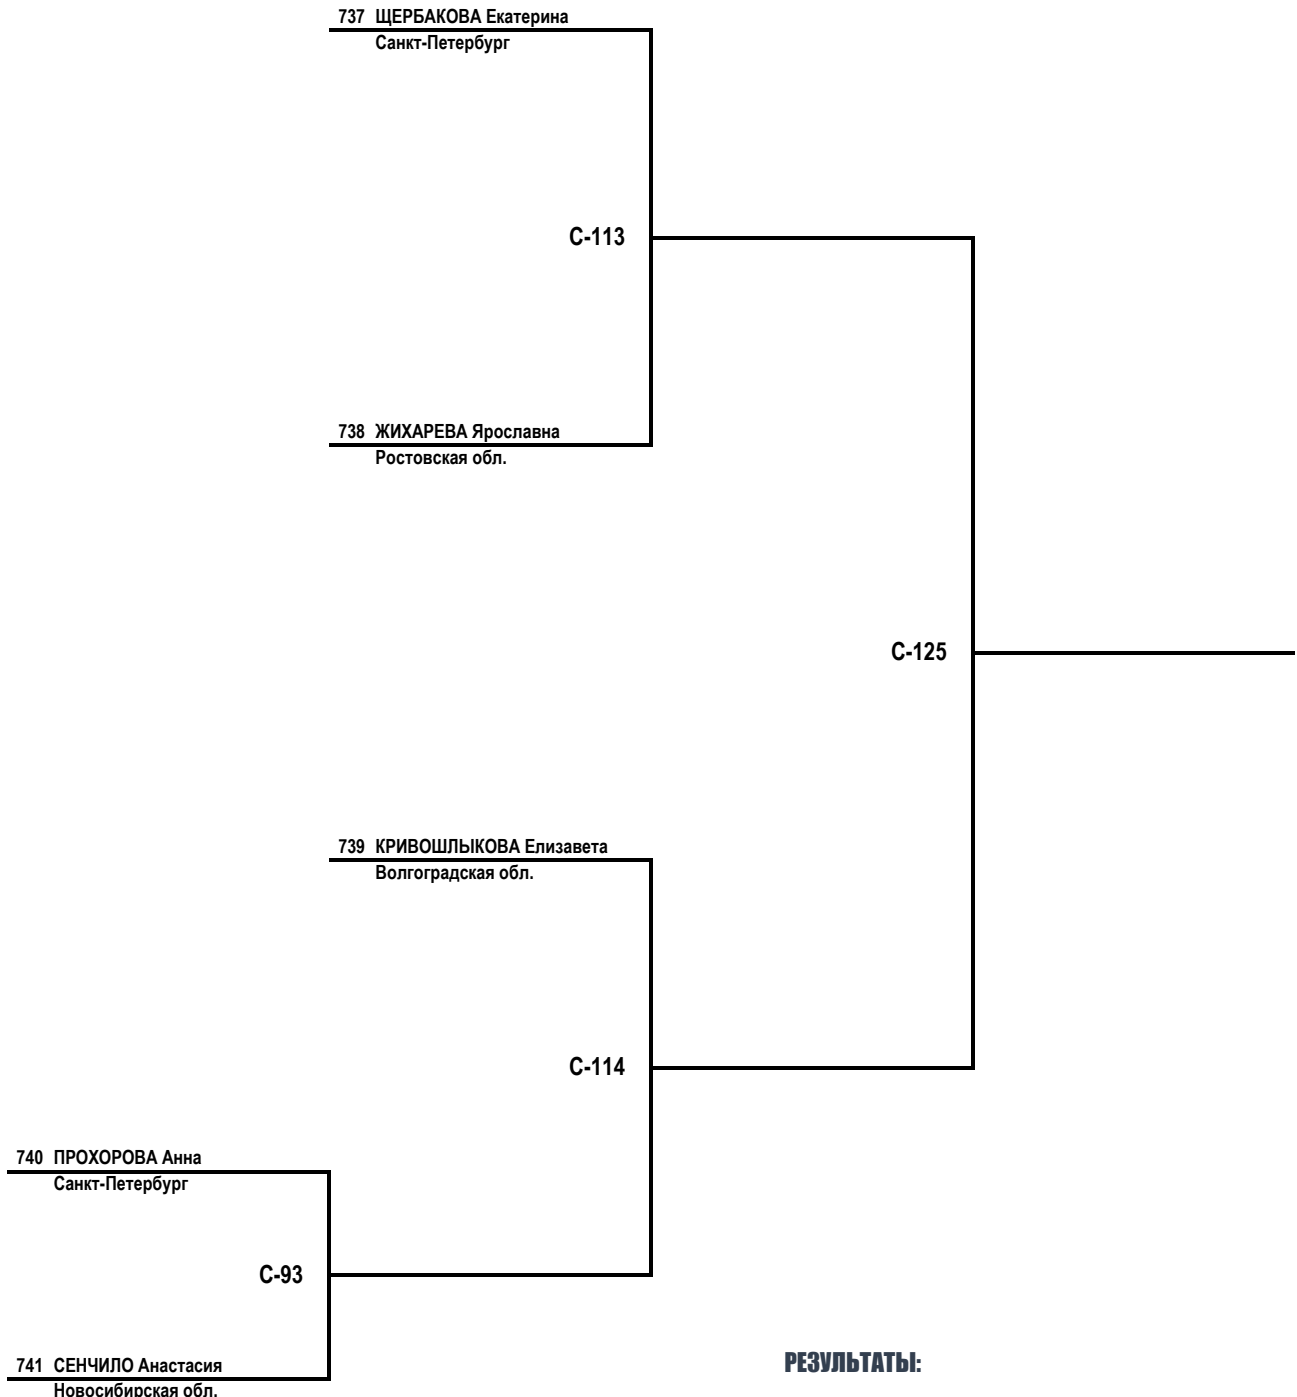 737 ЩЕРБАКОВА Екатерина
Санкт-Петербург
С-113
738 ЖИХАРЕВА Ярославна
Ростовская обл.
С-125
739 КРИВОШЛЫКОВА Елизавета
Волгоградская обл.
С-114
740 ПРОХОРОВА Анна
Санкт-Петербург
С-93
741 СЕНЧИЛО Анастасия
Новосибирская обл.
РЕЗУЛЬТАТЫ: